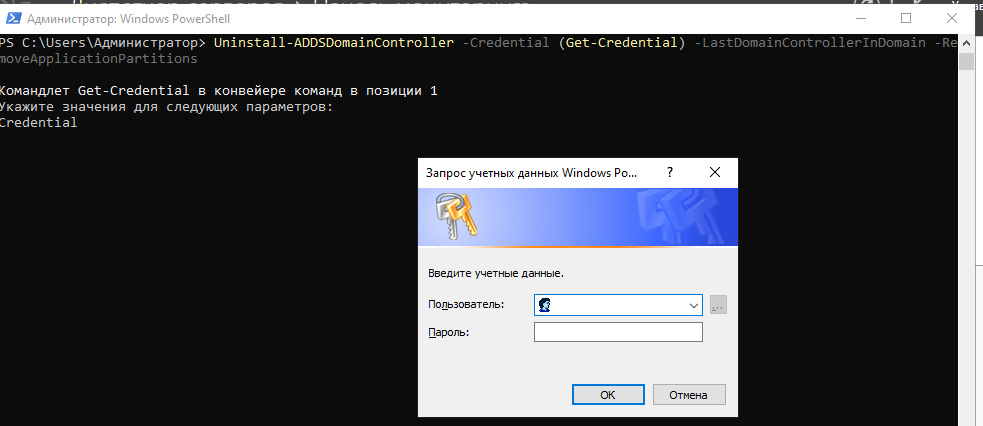 Администратор: Windows PowerShell
PS C:\Users\Администратор> Uninstall-ADDSDomainController -Credential (Get-Credential) -LastDomainControllerInDomain -Re
moveApplicationPartitions
Командлет Get-Credential в конвейере команд в позиции 1
Укажите значения для следующих параметров:
Credential
Запрос учетных данных Windows Po...
?
Введите учетные данные.
Пользователь:
...
Пароль:
OK
Отмена